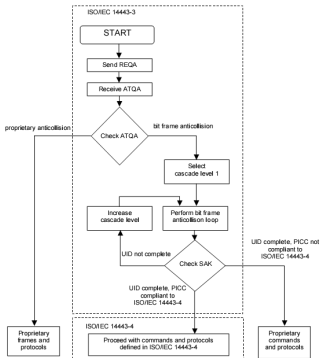 ISO/IEC 14443-3
START
Send REQA
Receive ATQA
proprietary anticollision
bit frame anticollision
Check ATQA
Select
cascade level 1
Increase
cascade level
Perform bit frame
anticollision loop
UID not complete
Check SAK
UID complete, PICC not
compliant to
ISO/IEC 14443-4
UID complete, PICC
compliant to
ISO/IEC 14443-4
ISO/IEC 14443-4
Proprietary
frames and
protocols
Proceed with commands and protocols
defined in ISO/IEC 14443-4
Proprietary
commands
and protocols